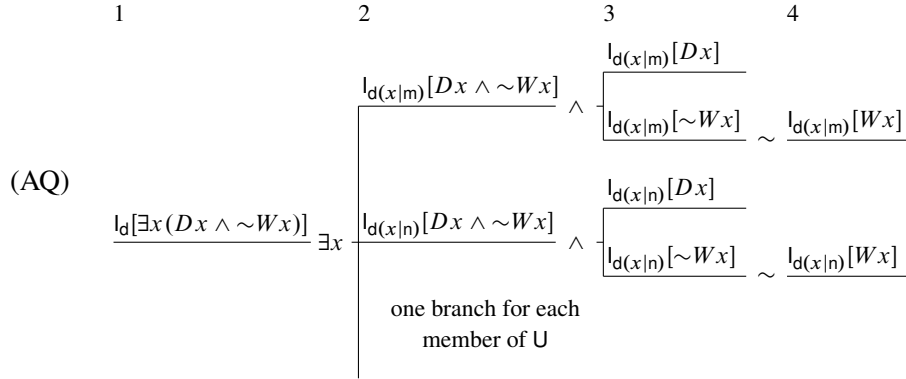 1 2 3 4
I_d(x|m)[Dx]
I_d(x|m)[Dx ∧ ~Wx] ∧ I_d(x|m)[~Wx] ~ I_d(x|m)[Wx]
(AQ)
I_d(x|n)[Dx]
I_d[∃x(Dx ∧ ~Wx)] ∃x I_d(x|n)[Dx ∧ ~Wx] ∧ I_d(x|n)[~Wx] ~ I_d(x|n)[Wx]
one branch for each
member of U